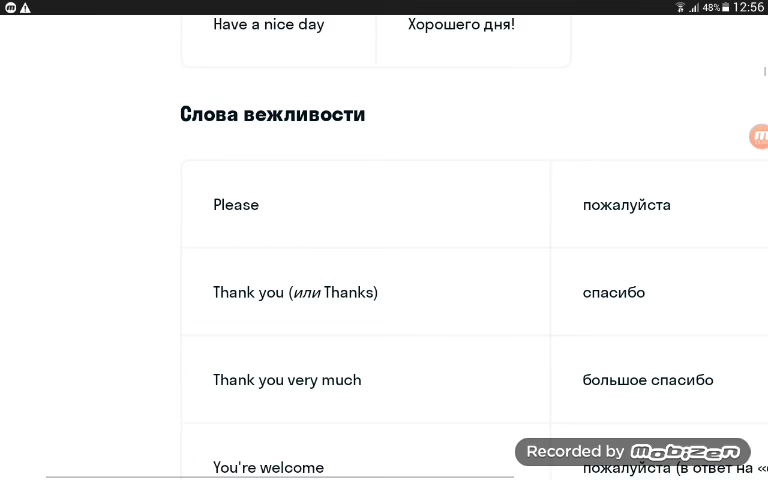 48% 12:56
Have a nice day Хорошего дня!
Слова вежливости
Please пожалуйста
Thank you (или Thanks) спасибо
Thank you very much большое спасибо
Recorded by mobizen
You're welcome пожалуйста (в ответ на